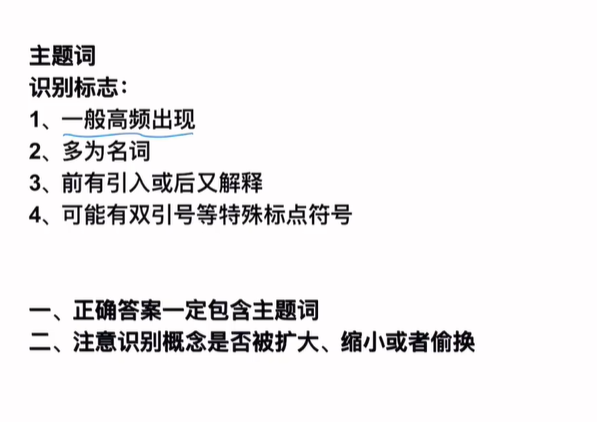 主题词
识别标志：
1、一般高频出现
2、多为名词
3、前有引入或后又解释
4、可能有双引号等特殊标点符号
一、正确答案一定包含主题词
二、注意识别概念是否被扩大、缩小或者偷换